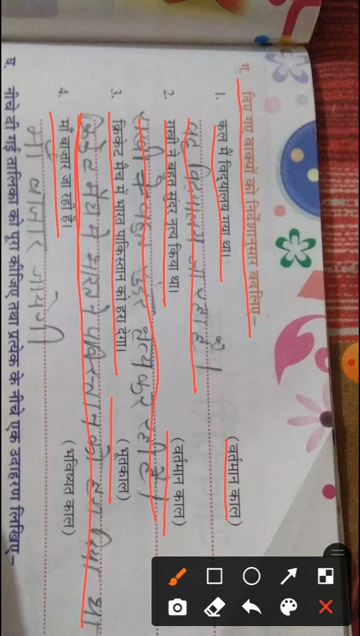 ग. दिए गए वाक्यों को निर्देशानुसार बदलिए–
1. कल मैं विद्यालय गया था। (वर्तमान काल)
वह विद्यालय जा रहा है।
2. राखी ने बहुत सुंदर नृत्य किया था। (वर्तमान काल)
राखी बहुत सुंदर नृत्य कर रही है।
3. क्रिकेट मैच में भारत पाकिस्तान को हरा देगा। (भूतकाल)
क्रिकेट मैच में भारत ने पाकिस्तान को हरा दिया था
4. माँ बाजार जा रही हैं। (भविष्यत काल)
माँ बाजार जायेगी
घ. नीचे दी गई तालिका को पूरा कीजिए तथा प्रत्येक के नीचे एक उदाहरण लिखिए–